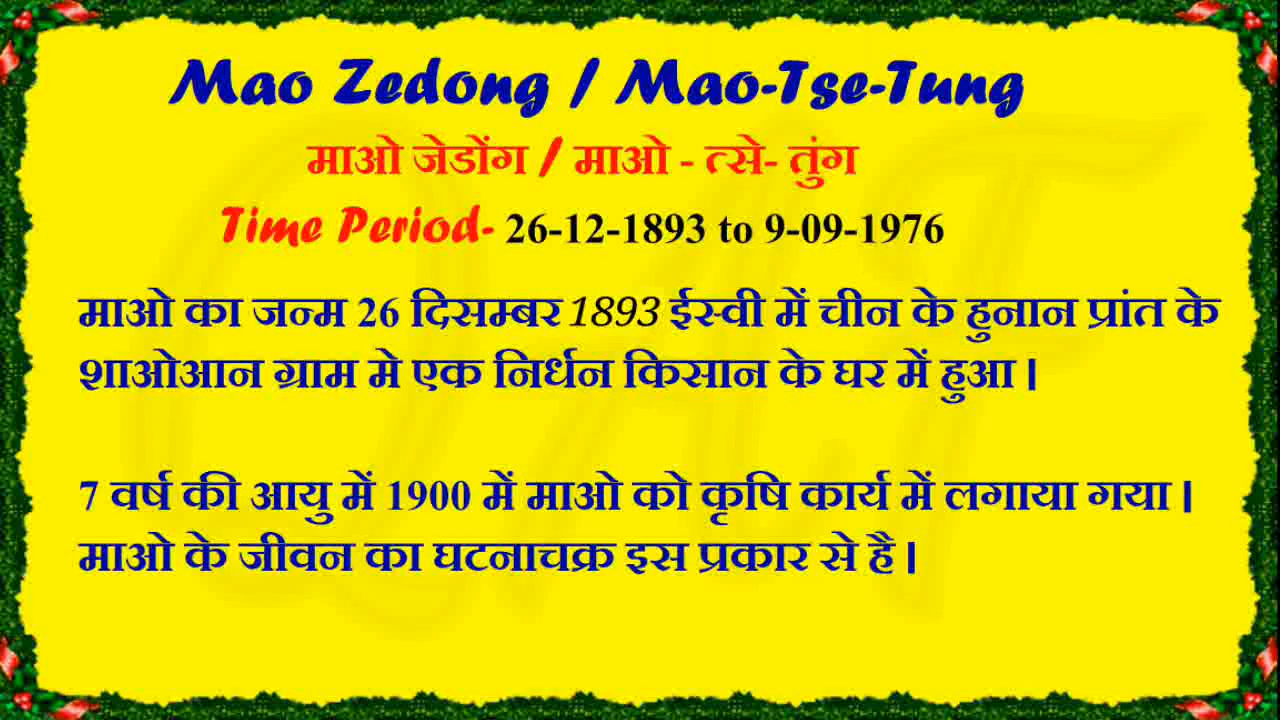 Mao Zedong / Mao-Tse-Tung
माओ जेडोंग / माओ - त्से- तुंग
Time Period- 26-12-1893 to 9-09-1976
माओ का जन्म 26 दिसम्बर 1893 ईस्वी में चीन के हुनान प्रांत के
शाओआन ग्राम मे एक निर्धन किसान के घर में हुआ |
7 वर्ष की आयु में 1900 में माओ को कृषि कार्य में लगाया गया |
माओ के जीवन का घटनाचक्र इस प्रकार से है |